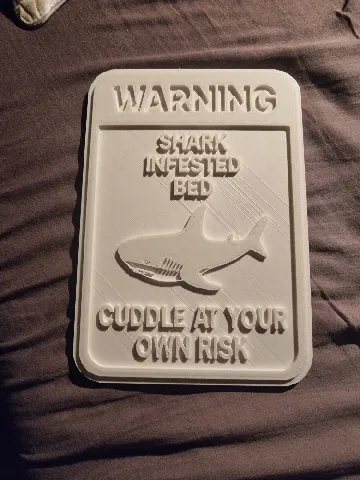 WARNING
SHARK
INFESTED
BED
CUDDLE AT YOUR
OWN RISK